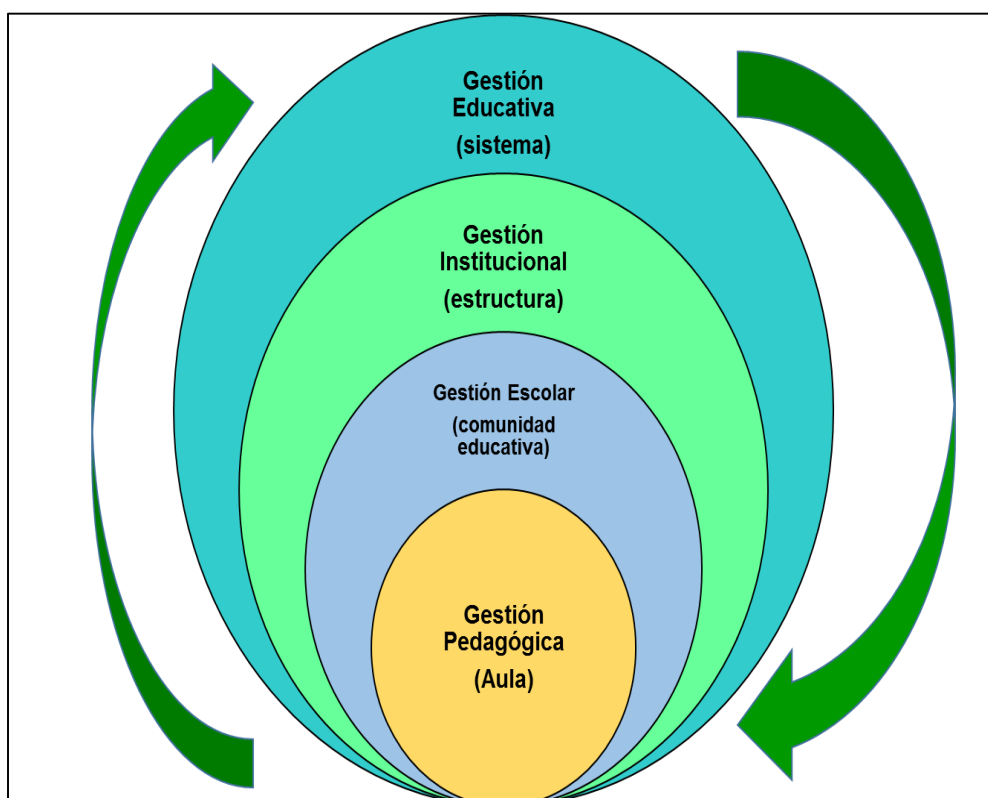 Gestión
Educativa
(sistema)
Gestión
Institucional
(estructura)
Gestión Escolar
(comunidad
educativa)
Gestión
Pedagógica
(Aula)